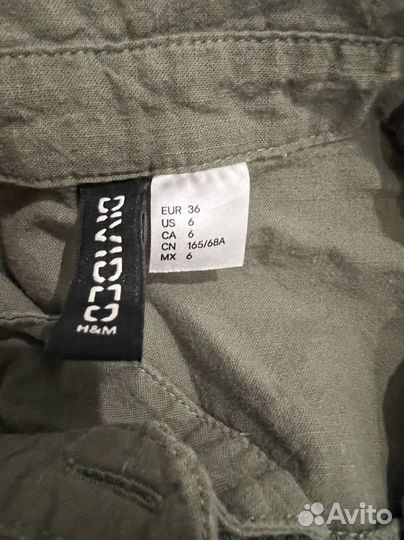 DIVIDED
H&M
EUR 36
US 6
CA 6
CN 165/68A
MX 6
Avito